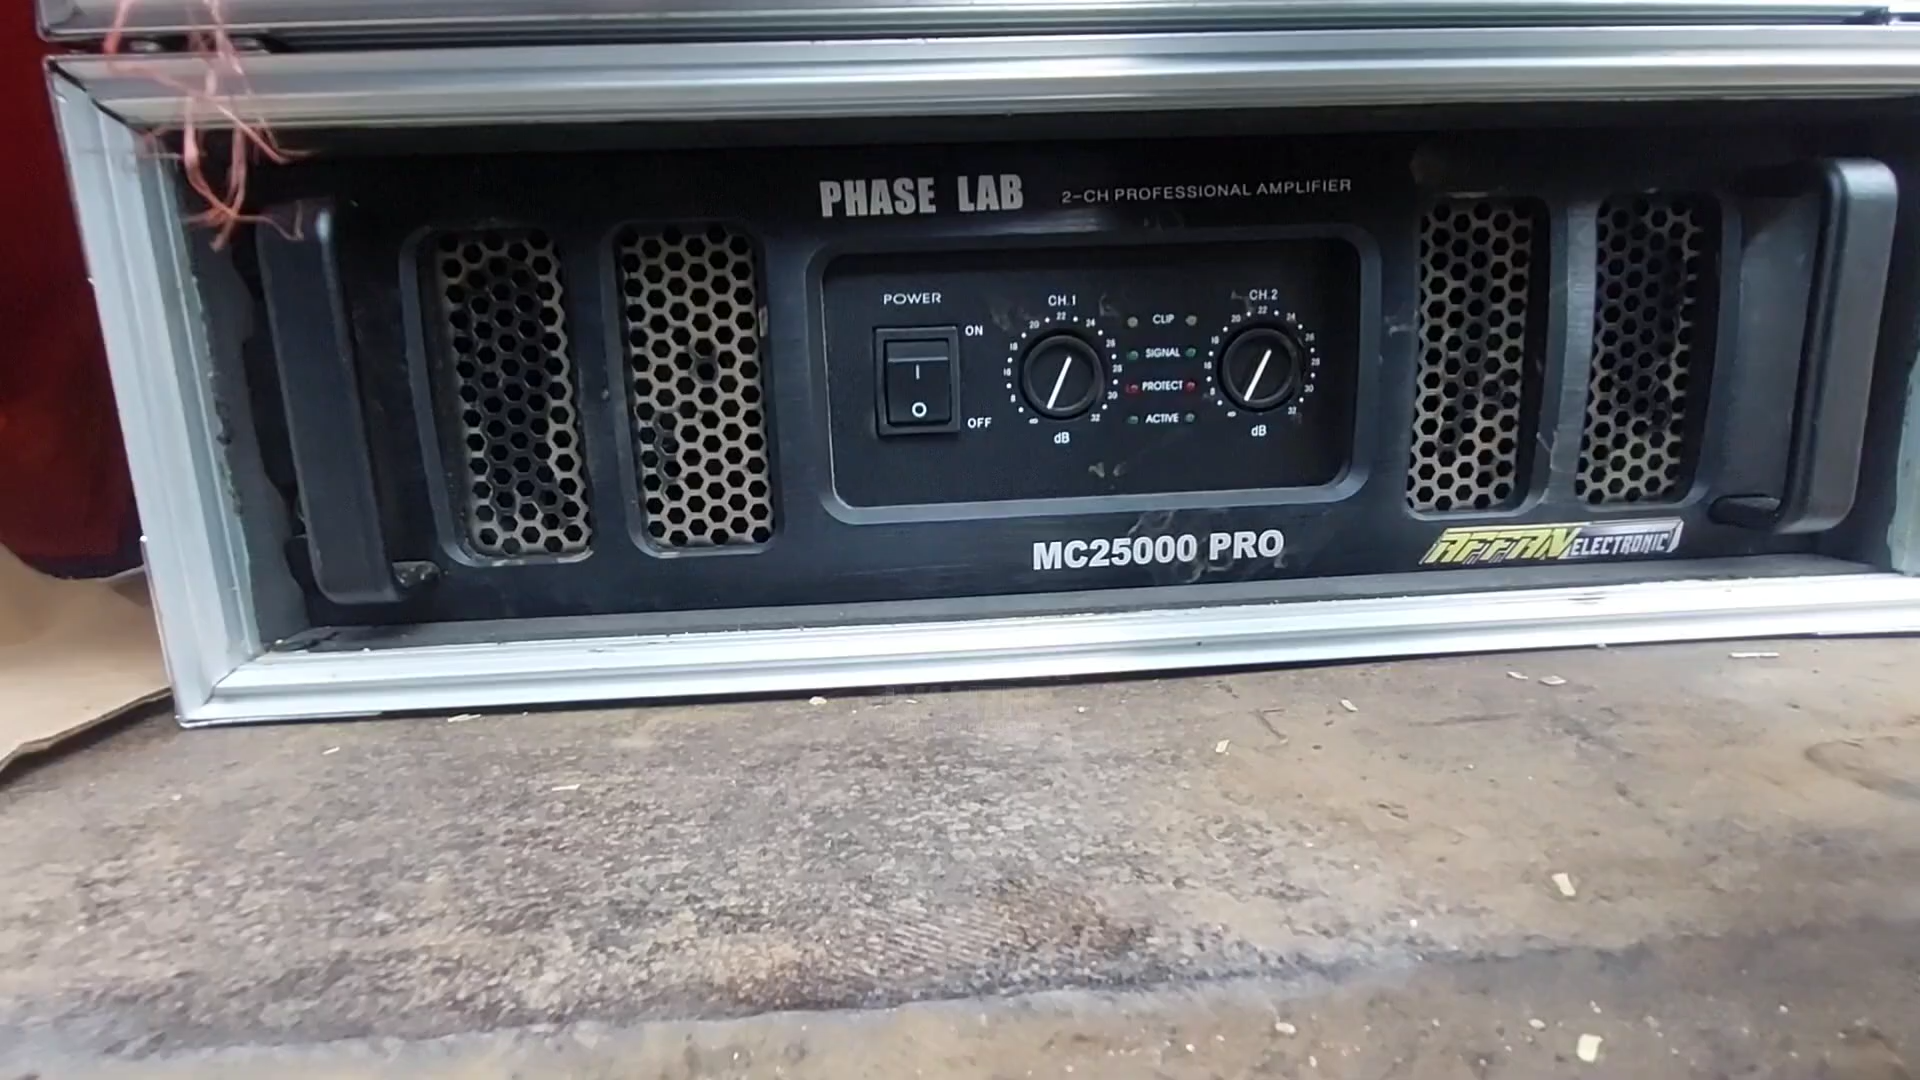 PHASE LAB 2-CH PROFESSIONAL AMPLIFIER
POWER
ON
OFF
CH.1
CH.2
CLIP
SIGNAL
PROTECT
ACTIVE
dB
dB
MC25000 PRO
AFFAN ELECTRONIC